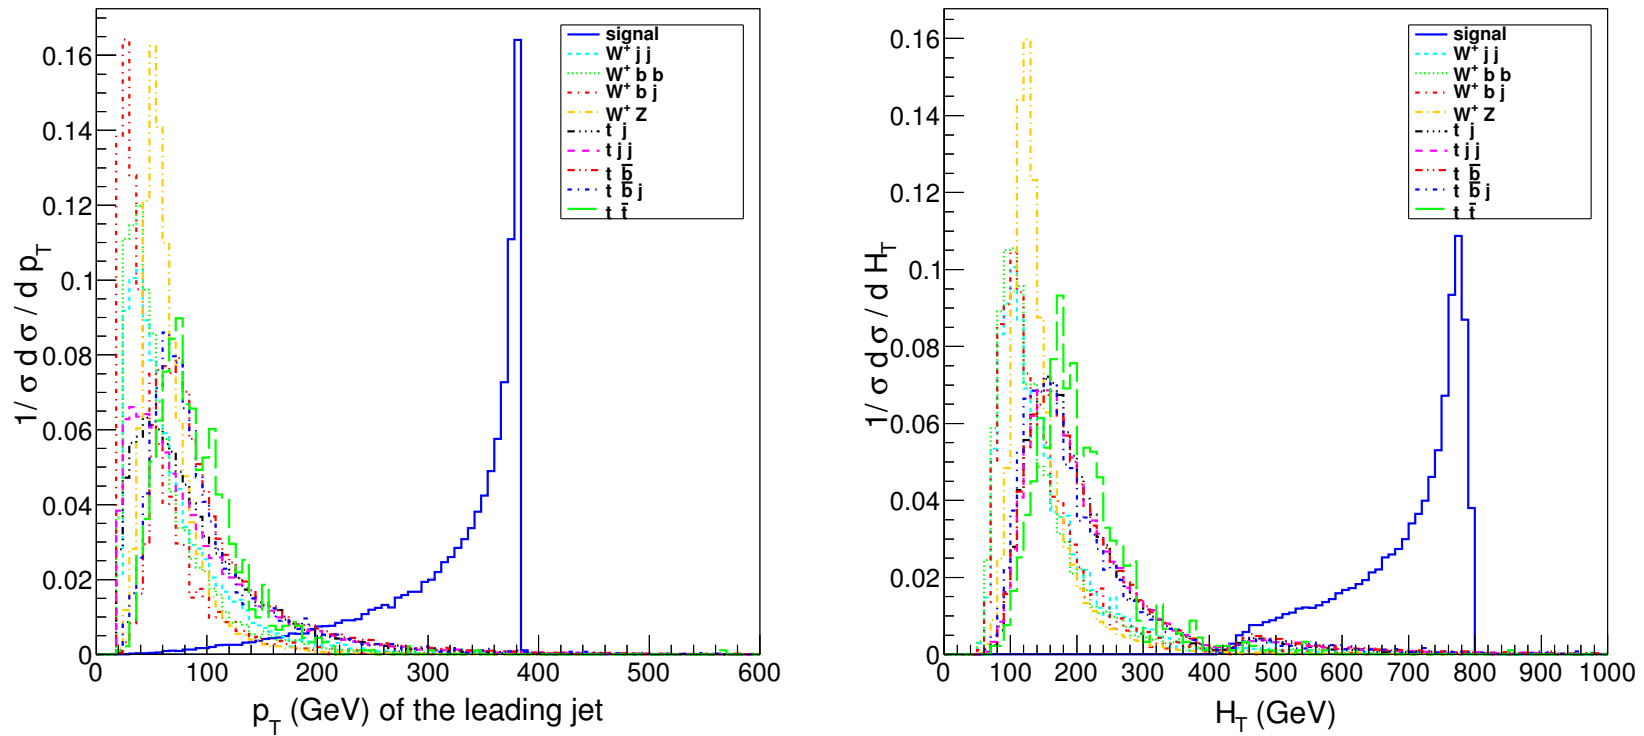 1/ σ d σ / d p_T
0.16
0.14
0.12
0.1
0.08
0.06
0.04
0.02
0
signal
W⁺ j j
W⁺ b b
W⁺ b j
W⁺ Z
t j
t j j
t b̅
t b̅ j
t t̅
0 100 200 300 400 500 600
p_T (GeV) of the leading jet
1/ σ d σ / d H_T
0.16
0.14
0.12
0.1
0.08
0.06
0.04
0.02
0
signal
W⁺ j j
W⁺ b b
W⁺ b j
W⁺ Z
t j
t j j
t b̅
t b̅ j
t t̅
0 100 200 300 400 500 600 700 800 900 1000
H_T (GeV)